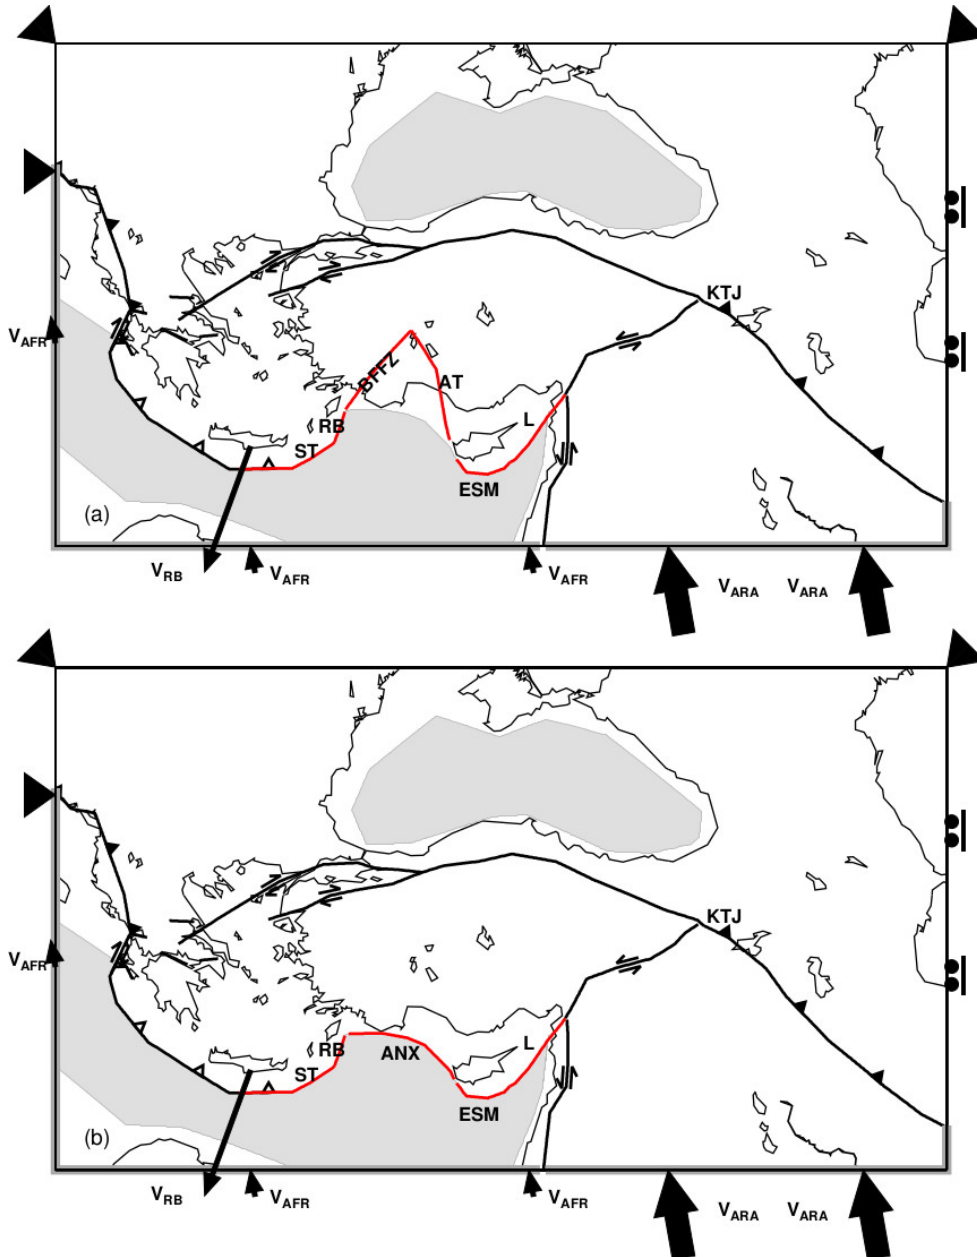 KTJ
V_AFR
BFFZ
AT
RB
L
ST
ESM
(a)
V_RB
V_AFR
V_AFR
V_ARA
V_ARA
KTJ
V_AFR
RB
ANX
L
ST
ESM
(b)
V_RB
V_AFR
V_AFR
V_ARA
V_ARA